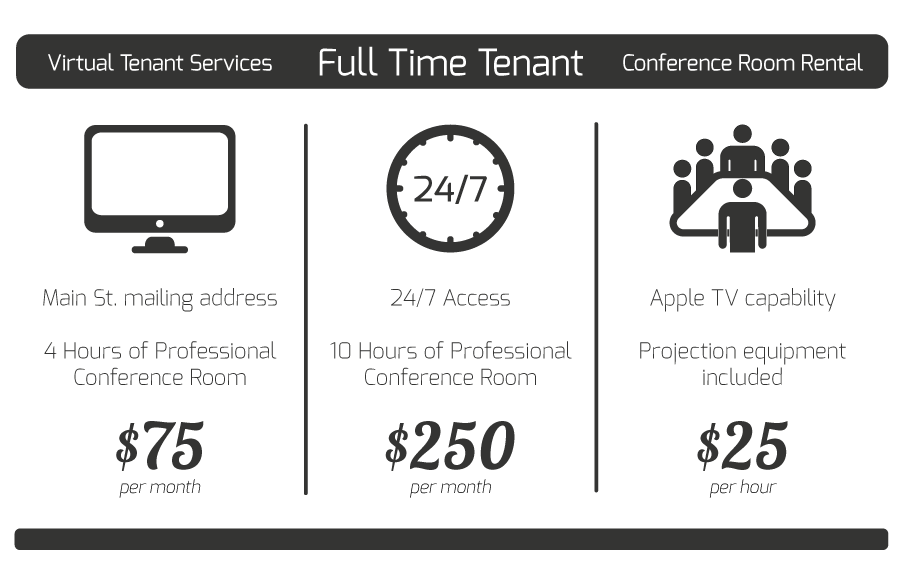 Virtual Tenant Services
Full Time Tenant
Conference Room Rental
24/7
Main St. mailing address
4 Hours of Professional
Conference Room
$75
per month
24/7 Access
10 Hours of Professional
Conference Room
$250
per month
Apple TV capability
Projection equipment
included
$25
per hour